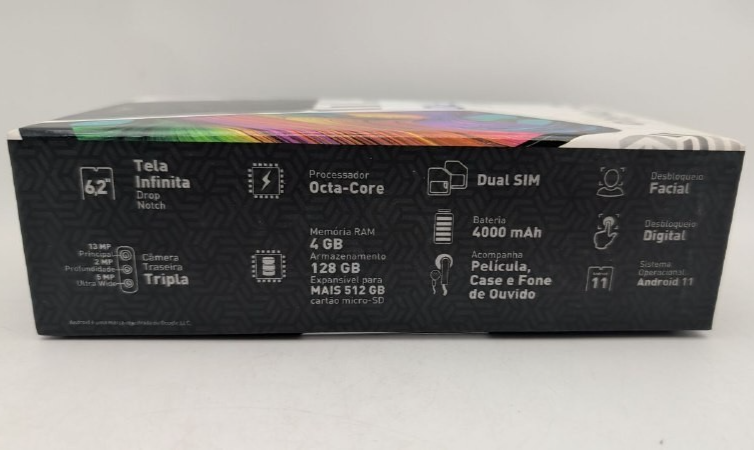 6,2"
Tela
Infinita
Drop
Notch
13 MP
Principal
2 MP
Profundidade
5 MP
Ultra Wide
Câmera
Traseira
Tripla
Processador
Octa-Core
Memória RAM
4 GB
Armazenamento
128 GB
Expansível para
MAIS 512 GB
cartão micro-SD
Dual SIM
Bateria
4000 mAh
Acompanha
Película,
Case e Fone
de Ouvido
Desbloqueio
Facial
Desbloqueio
Digital
11
Sistema
Operacional
Android 11
Android é uma marca